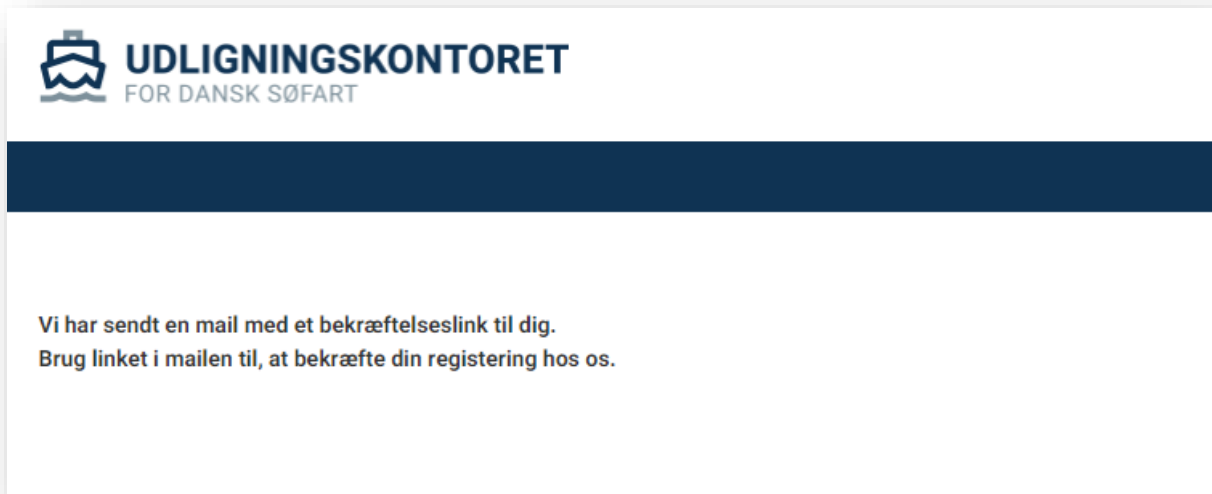 UDLIGNINGSKONTORET
FOR DANSK SØFART
Vi har sendt en mail med et bekræftelseslink til dig.
Brug linket i mailen til, at bekræfte din registering hos os.